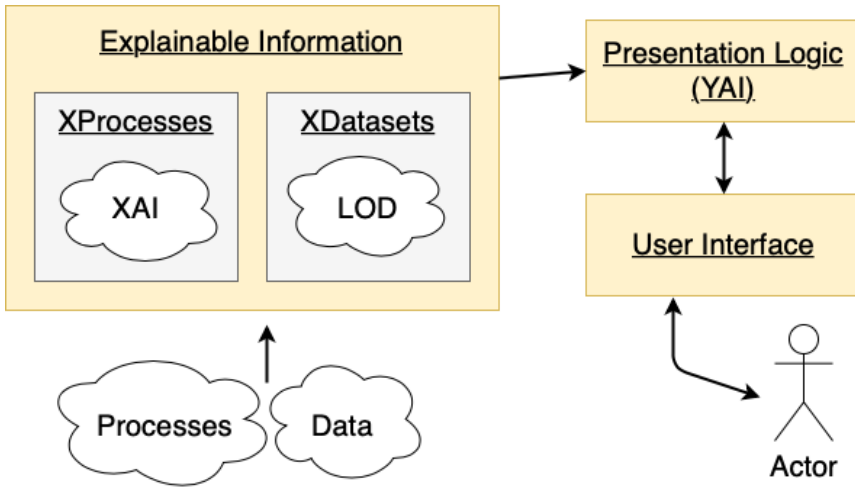 Explainable Information
XProcesses
XAI
XDatasets
LOD
Processes
Data
Presentation Logic
(YAI)
User Interface
Actor